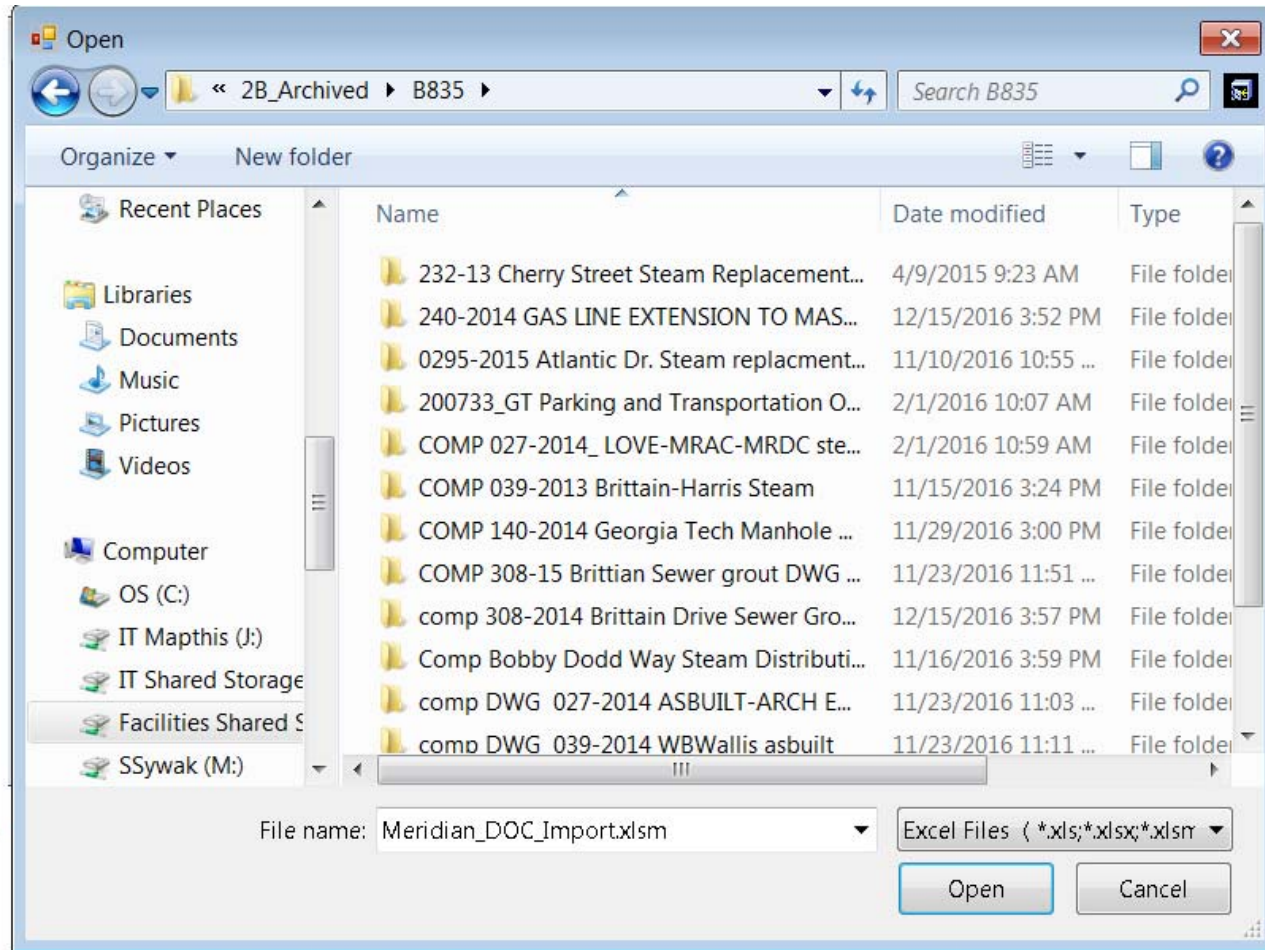 Open
« 2B_Archived ▸ B835 ▸
Search B835
Organize
New folder
Recent Places
Libraries
Documents
Music
Pictures
Videos
Computer
OS (C:)
IT Mapthis (J:)
IT Shared Storage
Facilities Shared S
SSywak (M:)
Name Date modified Type
232-13 Cherry Street Steam Replacement... 4/9/2015 9:23 AM File folder
240-2014 GAS LINE EXTENSION TO MAS... 12/15/2016 3:52 PM File folder
0295-2015 Atlantic Dr. Steam replacment... 11/10/2016 10:55 ... File folder
200733_GT Parking and Transportation O... 2/1/2016 10:07 AM File folder
COMP 027-2014_ LOVE-MRAC-MRDC ste... 2/1/2016 10:59 AM File folder
COMP 039-2013 Brittain-Harris Steam 11/15/2016 3:24 PM File folder
COMP 140-2014 Georgia Tech Manhole ... 11/29/2016 3:00 PM File folder
COMP 308-15 Brittian Sewer grout DWG ... 11/23/2016 11:51 ... File folder
comp 308-2014 Brittain Drive Sewer Gro... 12/15/2016 3:57 PM File folder
Comp Bobby Dodd Way Steam Distributi... 11/16/2016 3:59 PM File folder
comp DWG 027-2014 ASBUILT-ARCH E... 11/23/2016 11:03 ... File folder
comp DWG 039-2014 WBWallis asbuilt 11/23/2016 11:11 ... File folder
File name: Meridian_DOC_Import.xlsm
Excel Files ( *.xls;*.xlsx;*.xlsm
Open
Cancel